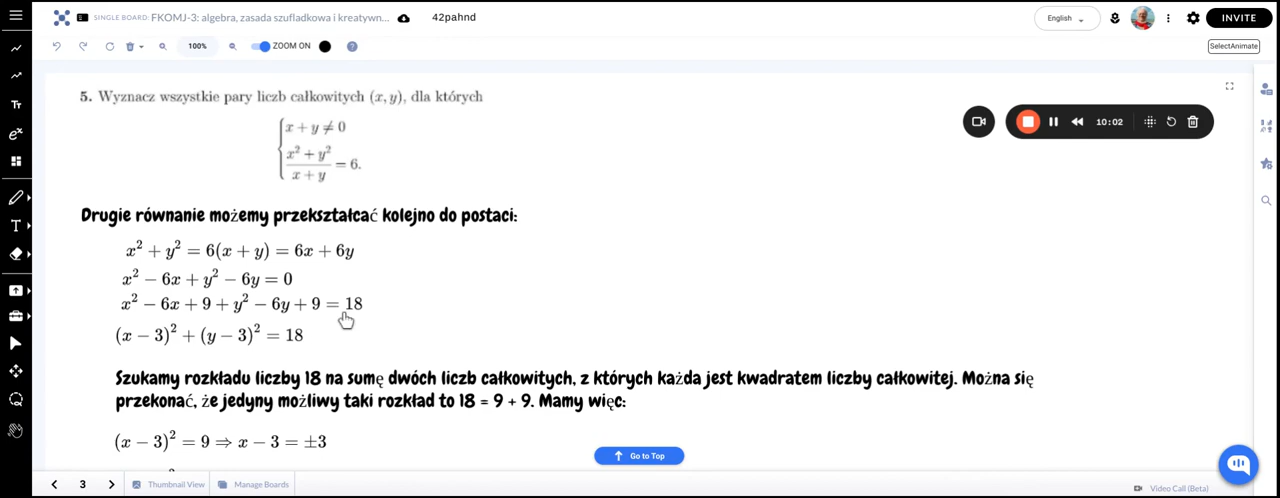 SINGLE BOARD: FKOMJ-3: algebra, zasada szufladkowa i kreatywn...
42pahnd
English
INVITE
100%
ZOOM ON
SelectAnimate
5. Wyznacz wszystkie pary liczb całkowitych (x, y), dla których
x + y ≠ 0
x² + y²
x + y
= 6.
10:02
Drugie równanie możemy przekształcać kolejno do postaci:
x² + y² = 6(x + y) = 6x + 6y
x² − 6x + y² − 6y = 0
x² − 6x + 9 + y² − 6y + 9 = 18
(x − 3)² + (y − 3)² = 18
Szukamy rozkładu liczby 18 na sumę dwóch liczb całkowitych, z których każda jest kwadratem liczby całkowitej. Można się
przekonać, że jedyny możliwy taki rozkład to 18 = 9 + 9. Mamy więc:
(x − 3)² = 9 ⇒ x − 3 = ±3
Go to Top
3
Thumbnail View
Manage Boards
Video Call (Beta)